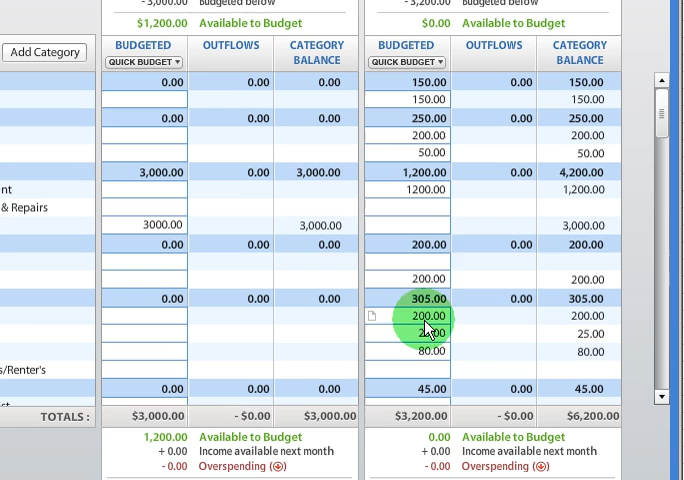 - 3,000.00 Budgeted below - 3,200.00 Budgeted below
$1,200.00 Available to Budget $0.00 Available to Budget
Add Category BUDGETED OUTFLOWS CATEGORY BALANCE BUDGETED OUTFLOWS CATEGORY BALANCE
QUICK BUDGET QUICK BUDGET
0.00 0.00 0.00 150.00 0.00 150.00
150.00 150.00
0.00 0.00 0.00 250.00 0.00 250.00
200.00 200.00
50.00 50.00
3,000.00 0.00 3,000.00 1,200.00 0.00 4,200.00
nt 1200.00 1,200.00
& Repairs
3000.00 3,000.00 3,000.00
0.00 0.00 0.00 200.00 0.00 200.00
200.00 200.00
0.00 0.00 0.00 305.00 0.00 305.00
200.00 200.00
25.00
80.00 80.00
s/Renter's
0.00 0.00 0.00 45.00 0.00 45.00
TOTALS : $3,000.00 - $0.00 $3,000.00 $3,200.00 - $0.00 $6,200.00
1,200.00 Available to Budget 0.00 Available to Budget
+ 0.00 Income available next month + 0.00 Income available next month
- 0.00 Overspending - 0.00 Overspending